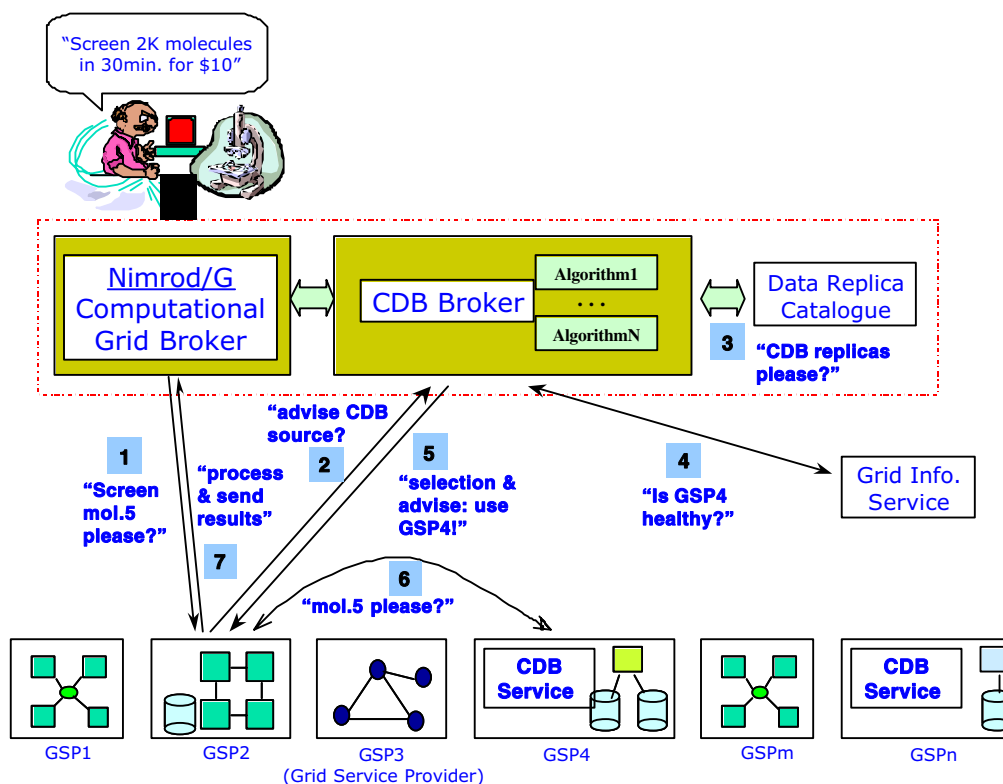 “Screen 2K molecules
in 30min. for $10”
Nimrod/G
Computational
Grid Broker
CDB Broker
Algorithm1
...
AlgorithmN
Data Replica
Catalogue
3
“CDB replicas
please?”
1
“Screen
mol.5
please?”
“process
& send
results”
7
“advise CDB
source?
2
5
“selection &
advise: use
GSP4!”
4
“Is GSP4
healthy?”
Grid Info.
Service
6
“mol.5 please?”
CDB
Service
CDB
Service
GSP1
GSP2
GSP3
(Grid Service Provider)
GSP4
GSPm
GSPn